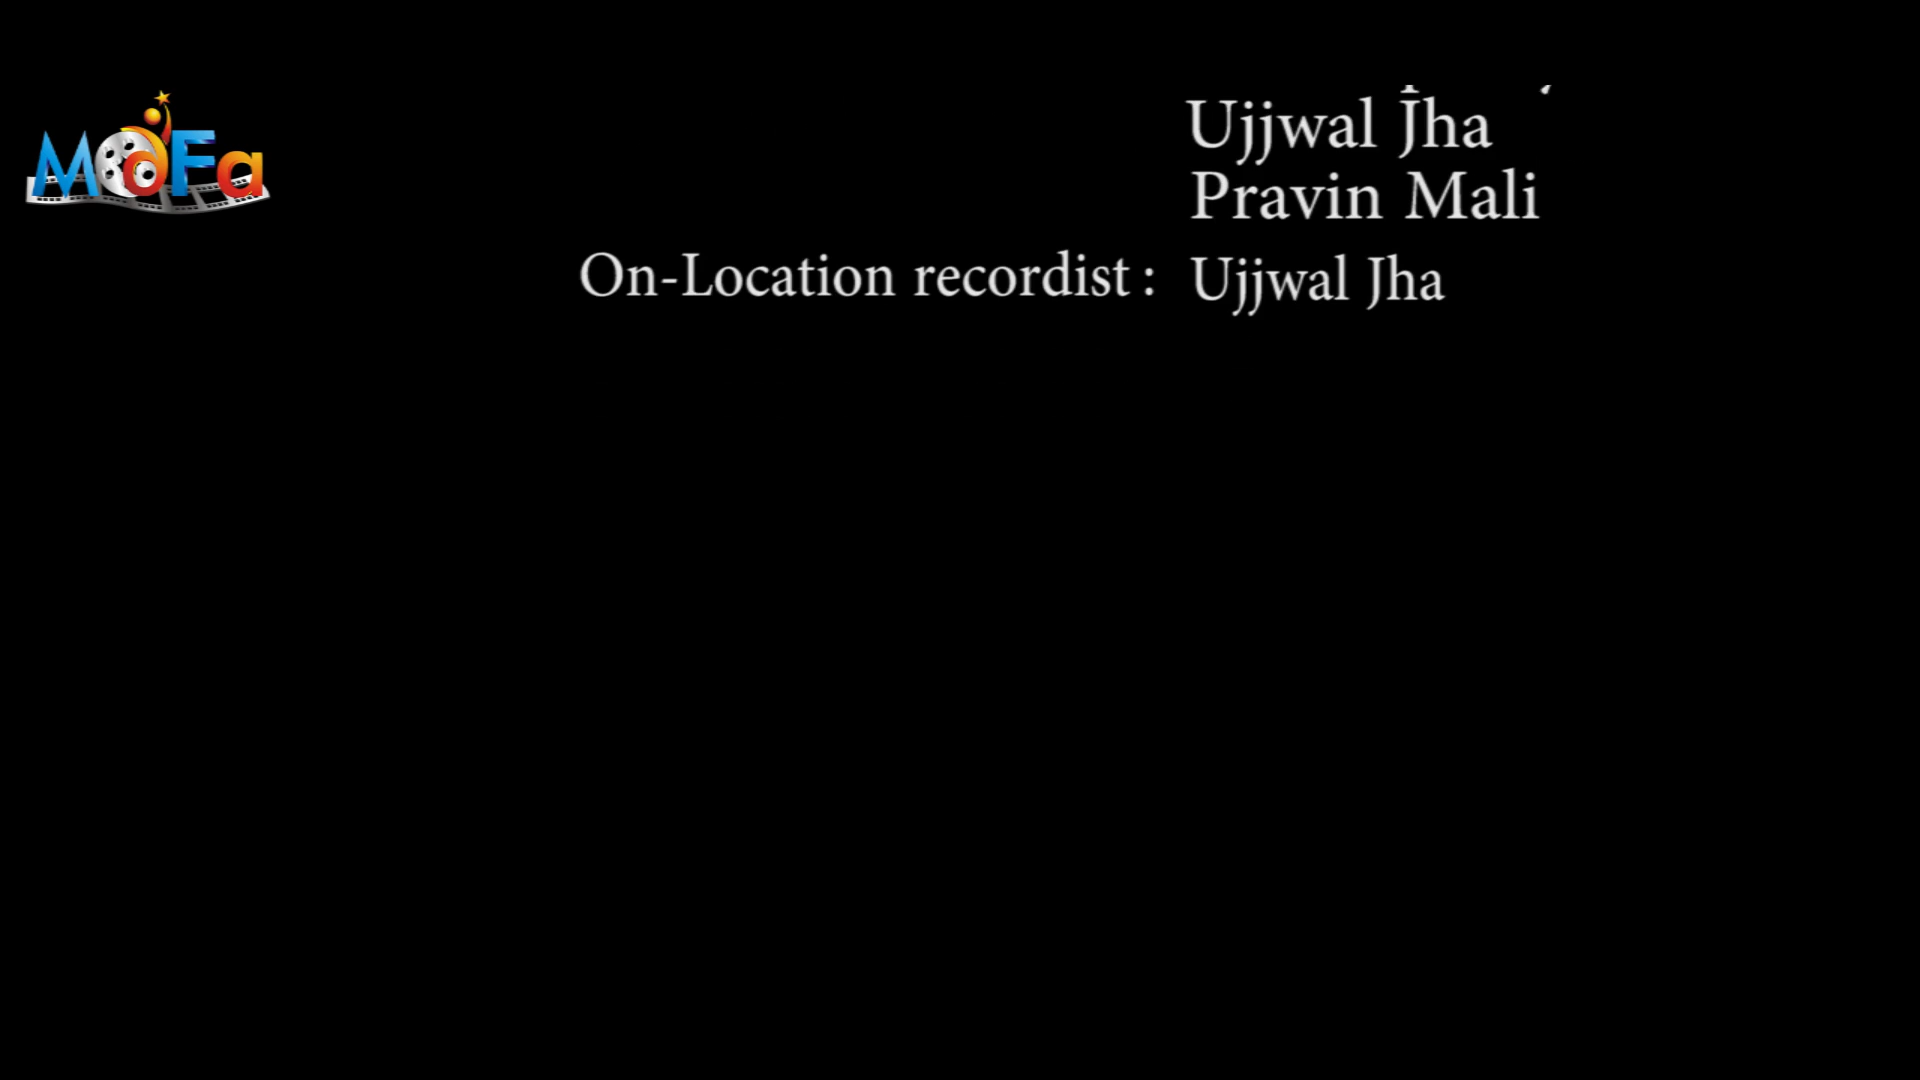 MoFa
Ujjwal Jha
Pravin Mali
On-Location recordist : Ujjwal Jha